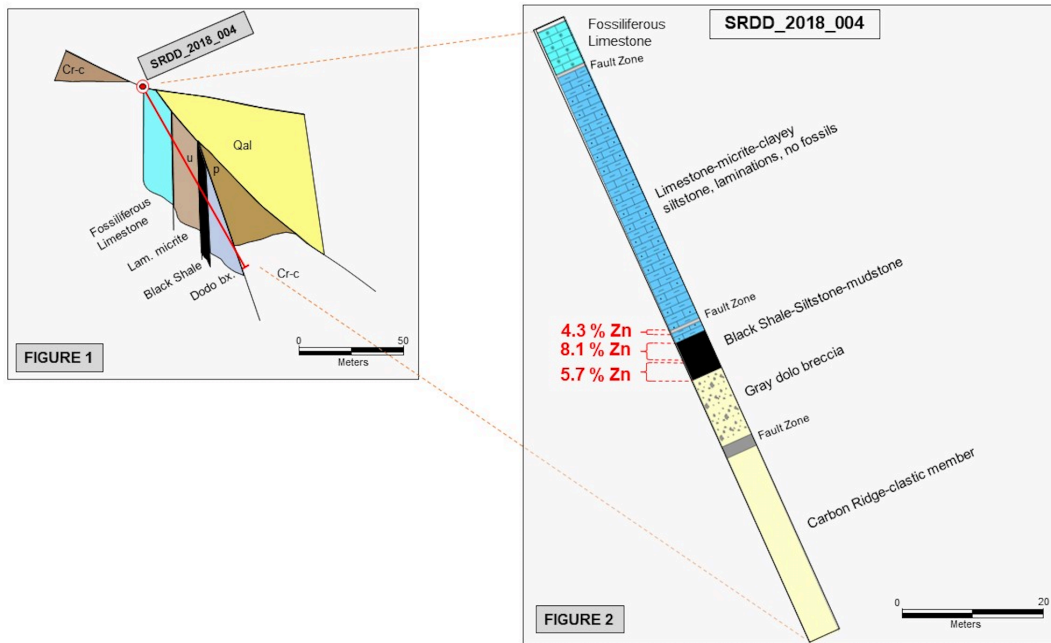 SRDD_2018_004
Cr-c
Qal
u
p
Fossiliferous
Limestone
Lam. micrite
Black Shale
Dodo bx.
Cr-c
0
50
Meters
FIGURE 1
SRDD_2018_004
Fossiliferous
Limestone
Fault Zone
Limestone-micrite-clayey
siltstone, laminations, no fossils
Fault Zone
4.3 % Zn
8.1 % Zn
5.7 % Zn
Black Shale-Siltstone-mudstone
Gray dolo breccia
Fault Zone
Carbon Ridge-clastic member
0
20
Meters
FIGURE 2